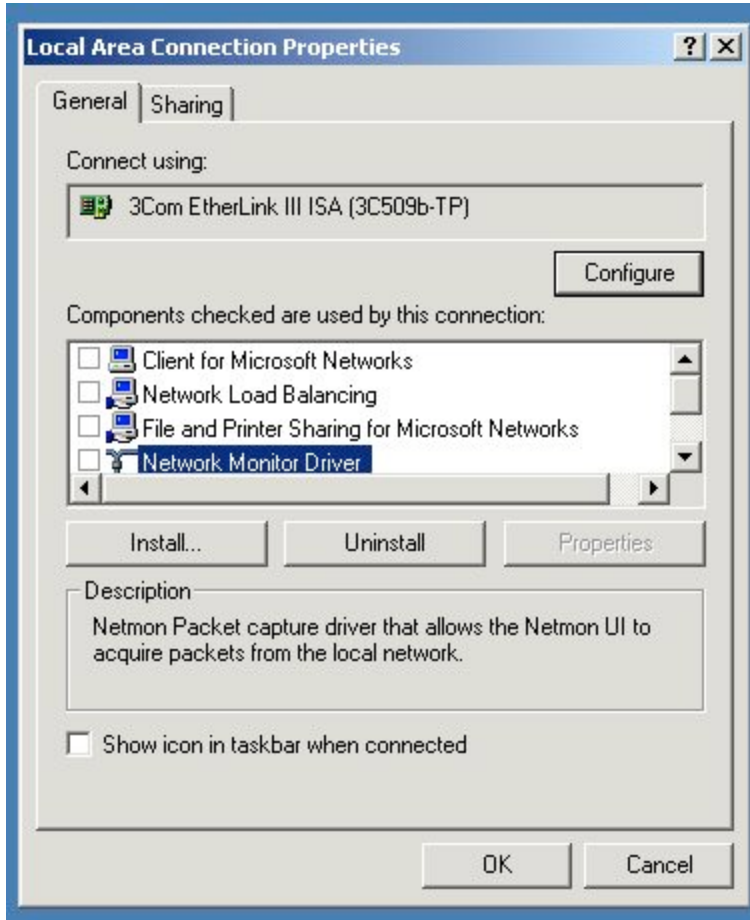 Local Area Connection Properties
General
Sharing
Connect using:
3Com EtherLink III ISA (3C509b-TP)
Configure
Components checked are used by this connection:
Client for Microsoft Networks
Network Load Balancing
File and Printer Sharing for Microsoft Networks
Network Monitor Driver
Install...
Uninstall
Properties
Description
Netmon Packet capture driver that allows the Netmon UI to
acquire packets from the local network.
Show icon in taskbar when connected
OK
Cancel